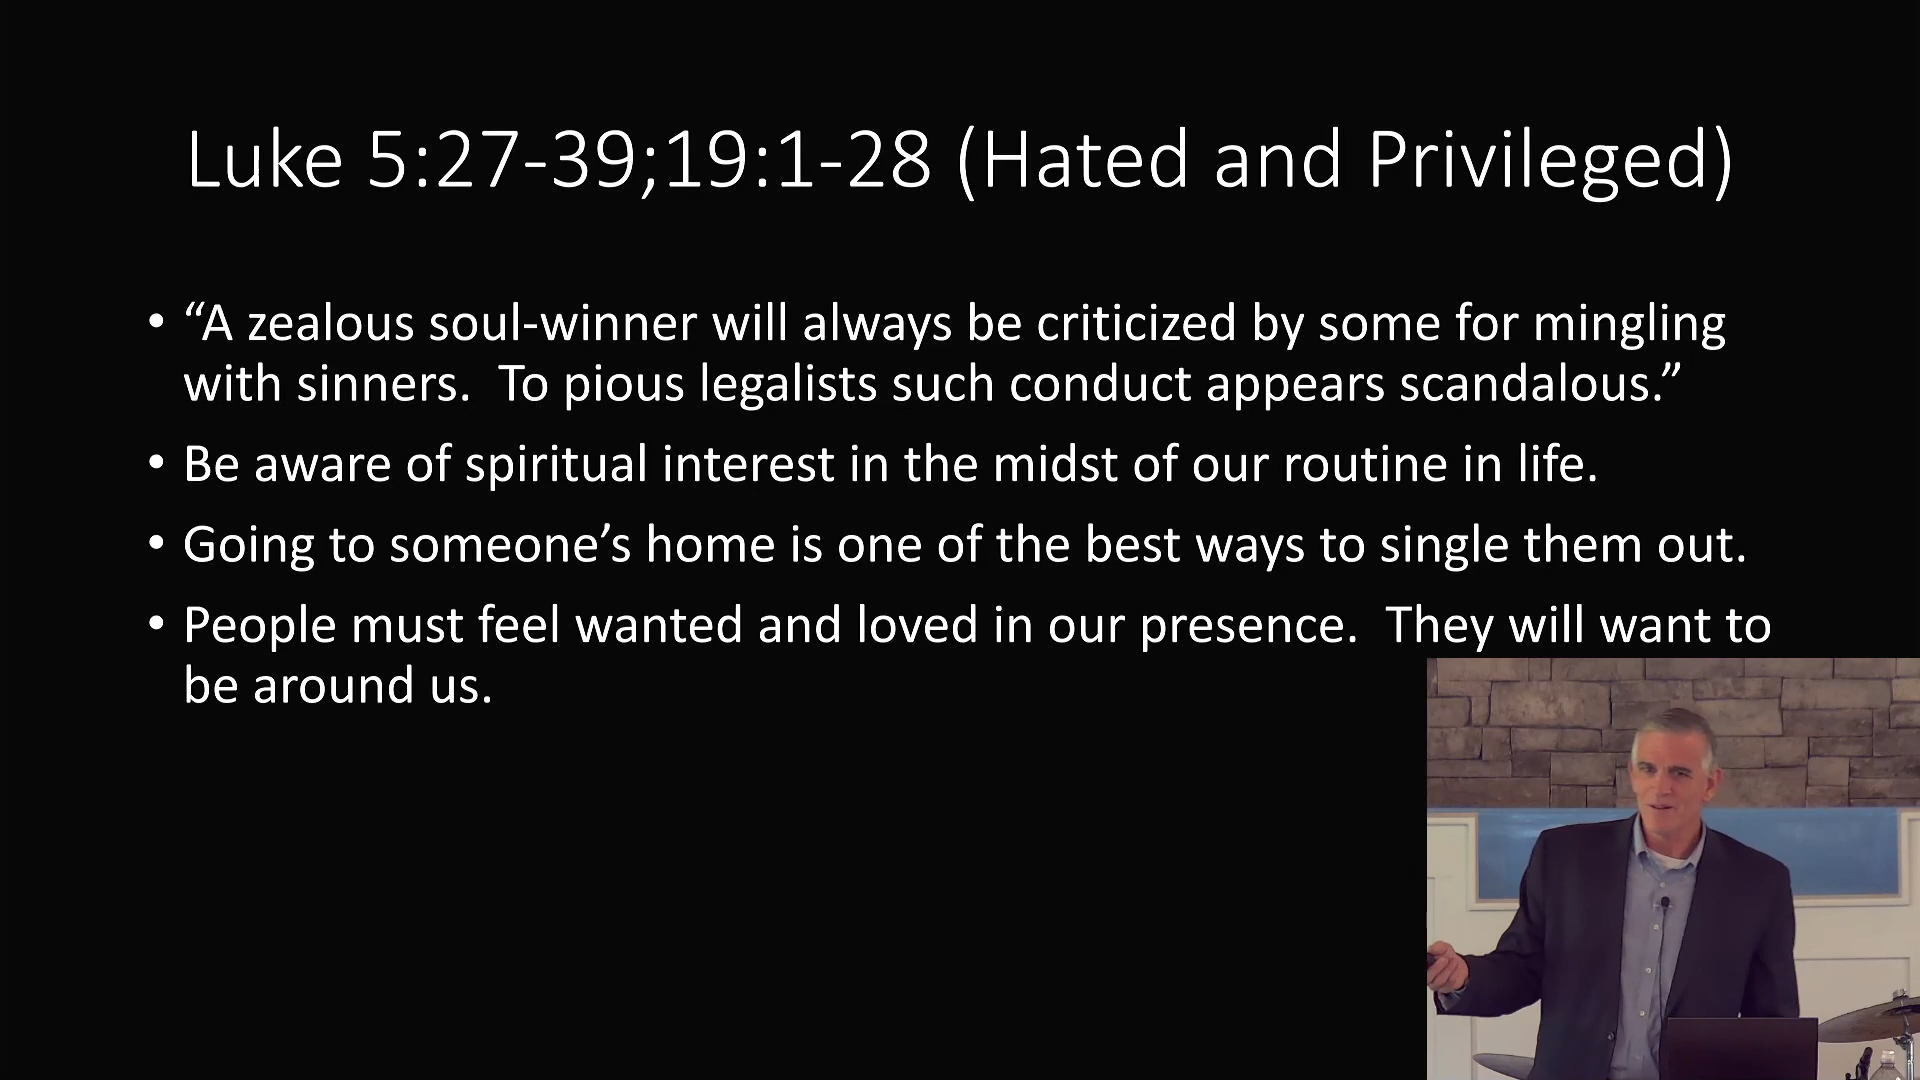 Luke 5:27-39;19:1-28 (Hated and Privileged)
• “A zealous soul-winner will always be criticized by some for mingling
with sinners.  To pious legalists such conduct appears scandalous.”
• Be aware of spiritual interest in the midst of our routine in life.
• Going to someone’s home is one of the best ways to single them out.
• People must feel wanted and loved in our presence.  They will want to
be around us.